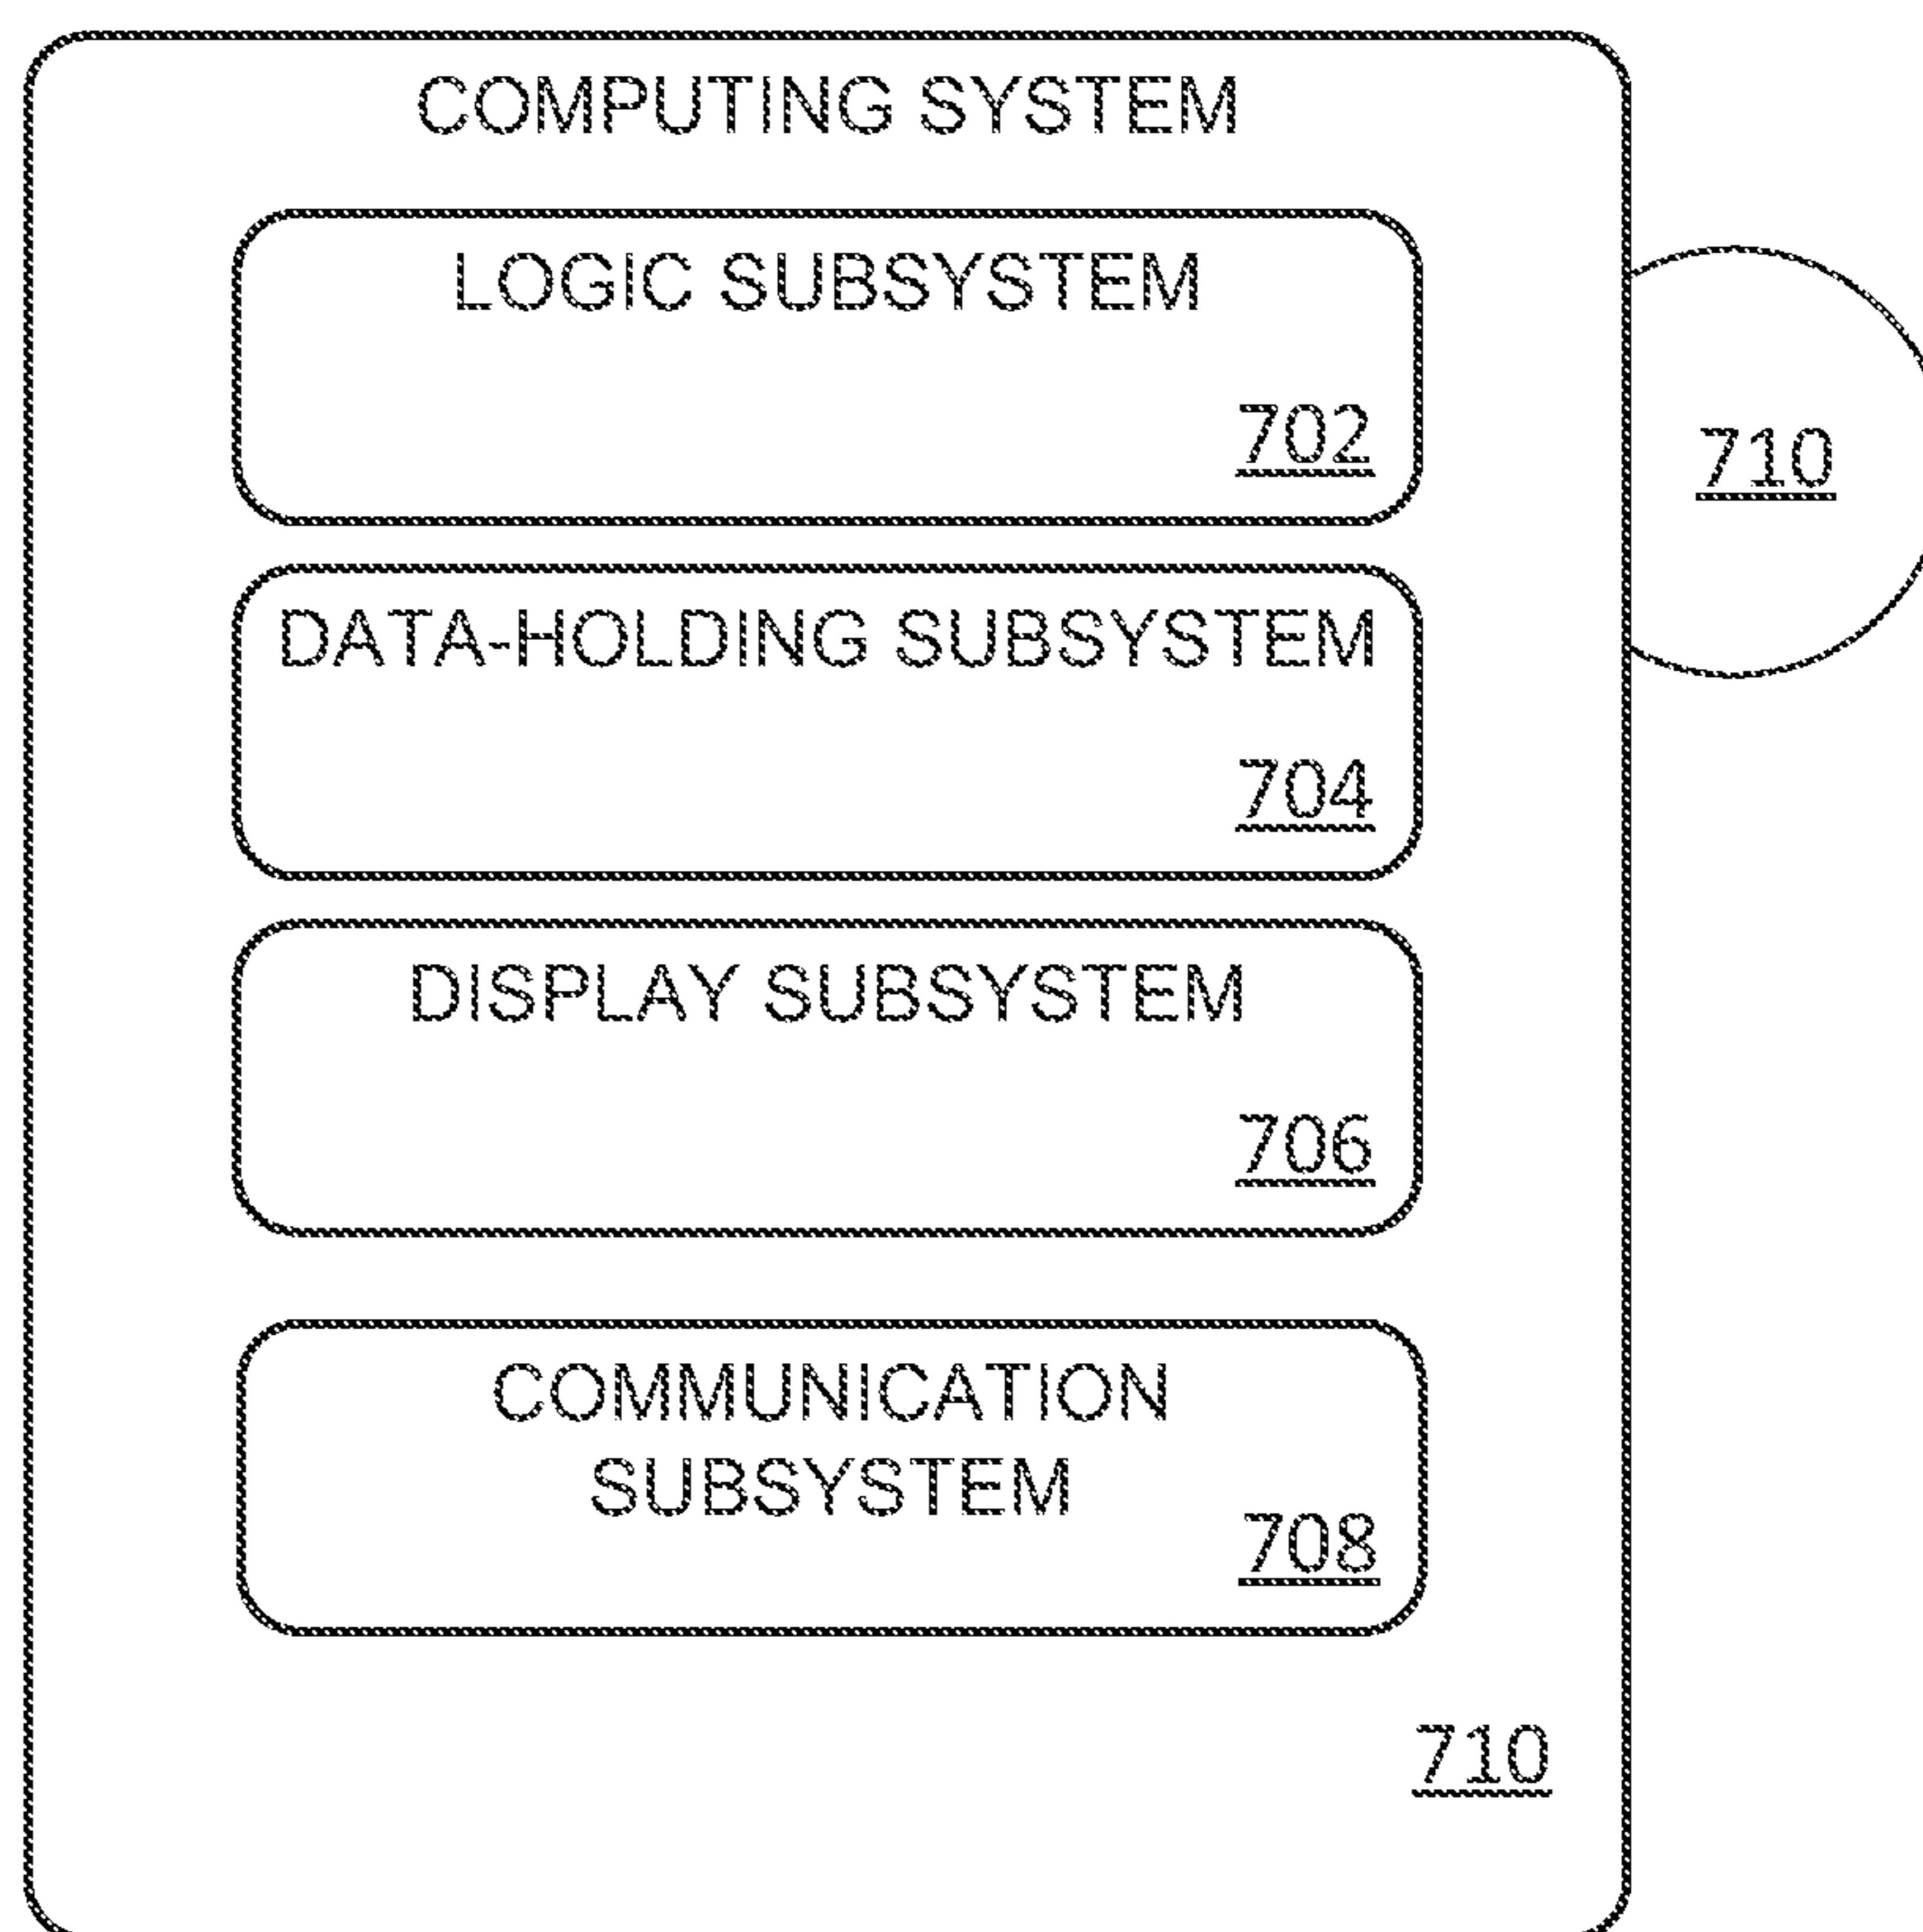 COMPUTING SYSTEM
LOGIC SUBSYSTEM
702
710
DATA-HOLDING SUBSYSTEM
704
DISPLAY SUBSYSTEM
706
COMMUNICATION
SUBSYSTEM
708
710